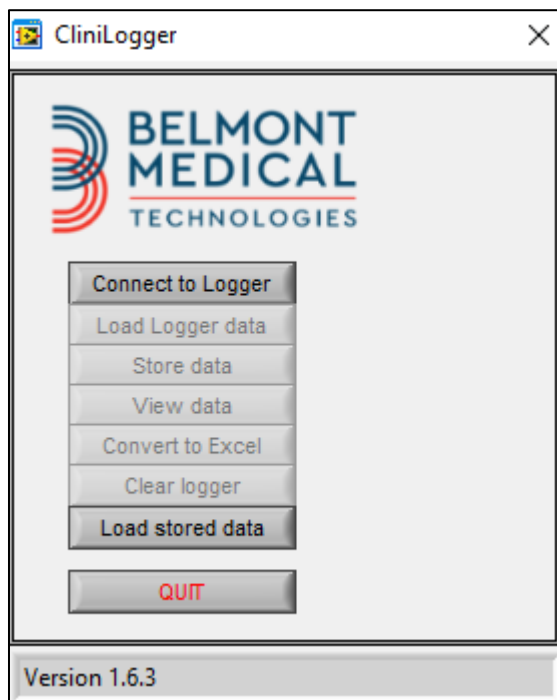 CliniLogger
BELMONT
MEDICAL
TECHNOLOGIES
Connect to Logger
Load Logger data
Store data
View data
Convert to Excel
Clear logger
Load stored data
QUIT
Version 1.6.3